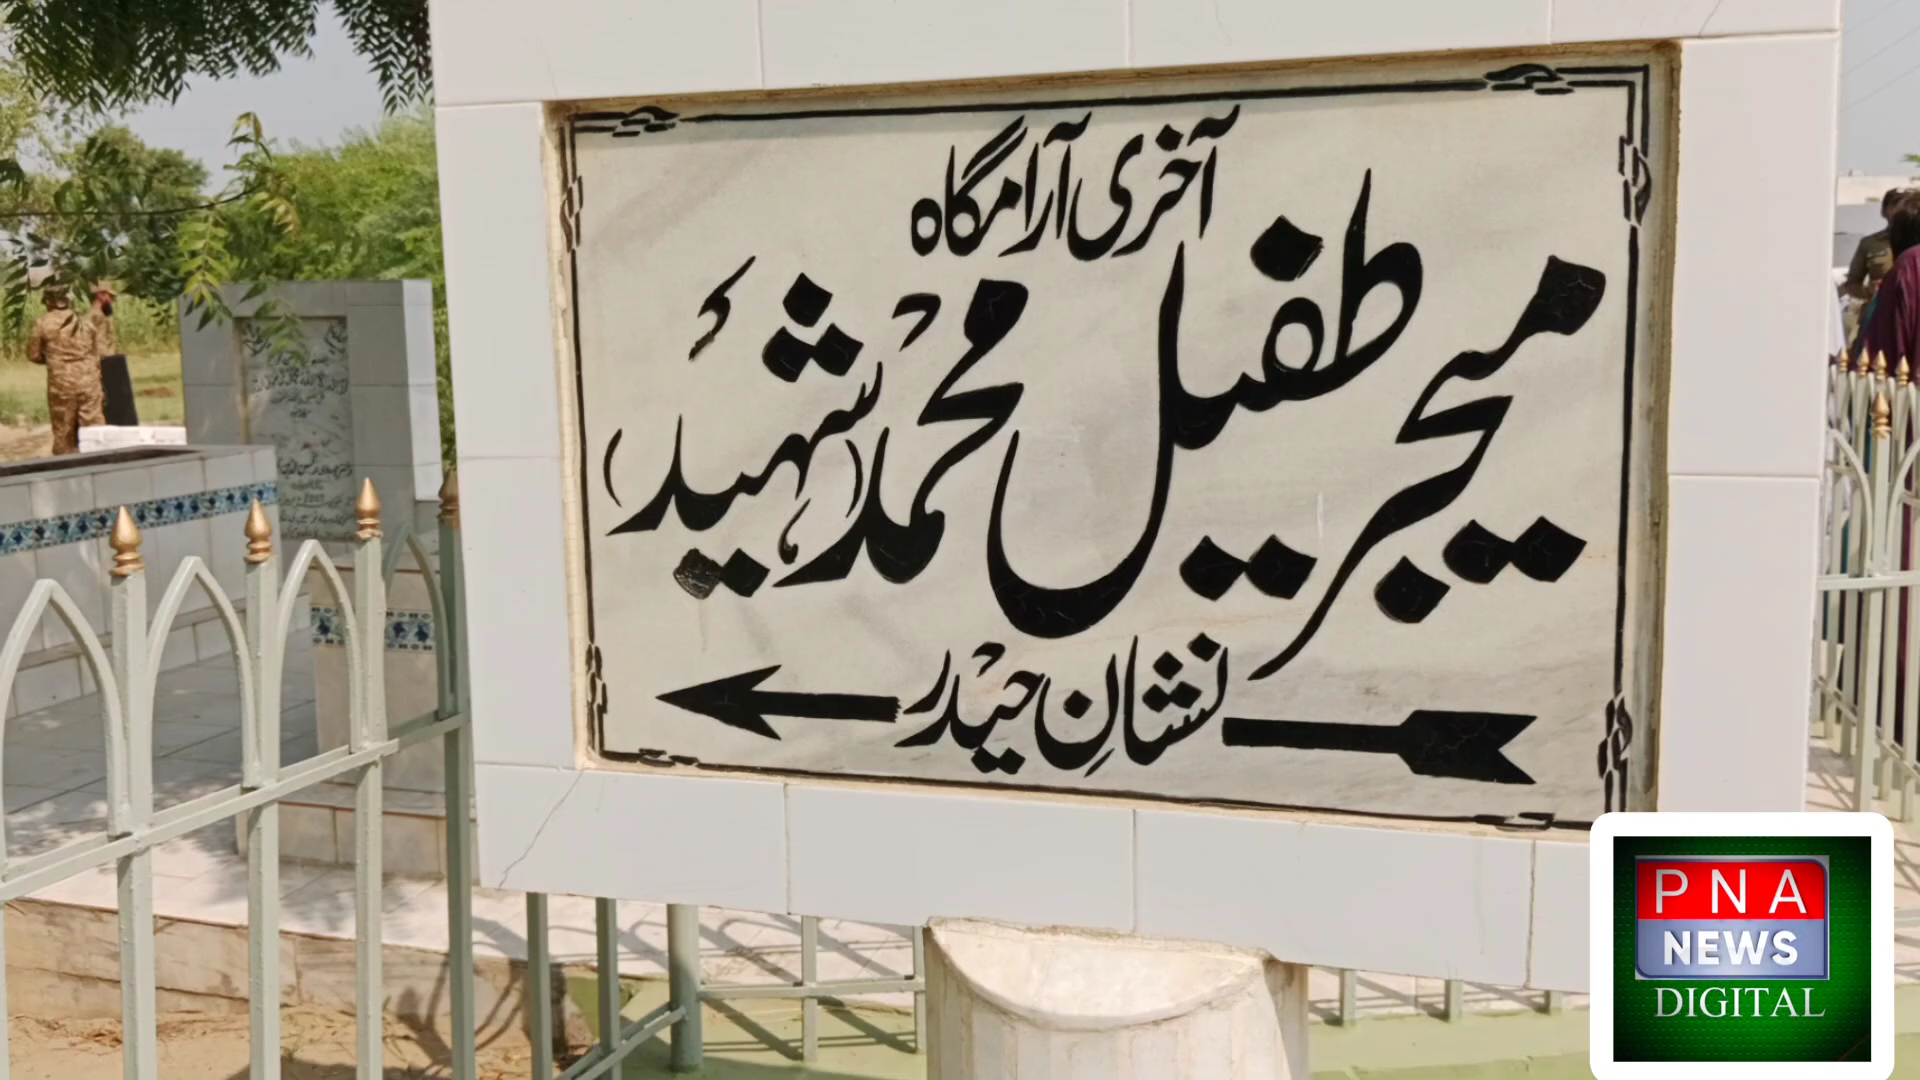 آخری آرامگاہ
میجر طفیل محمد (شہید)
نشانِ حیدر
PNA
NEWS
DIGITAL